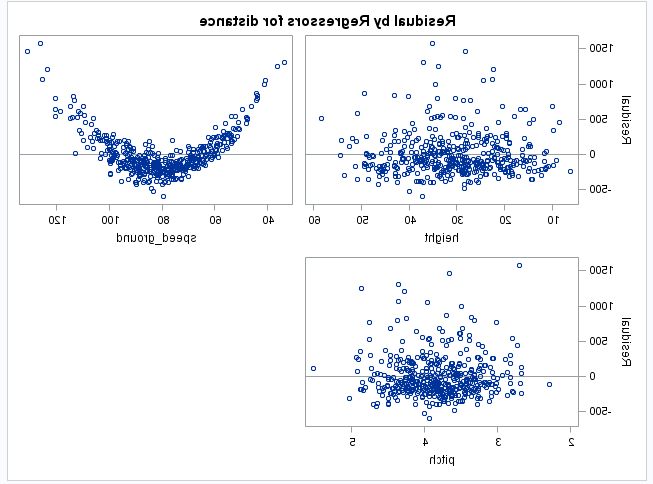 Residual by Regressors for distance
Residual
1500
1000
500
0
-500
10 20 30 40 50 60
height
40 60 80 100 120
speed_ground
Residual
1500
1000
500
0
-500
2 3 4 5
pitch